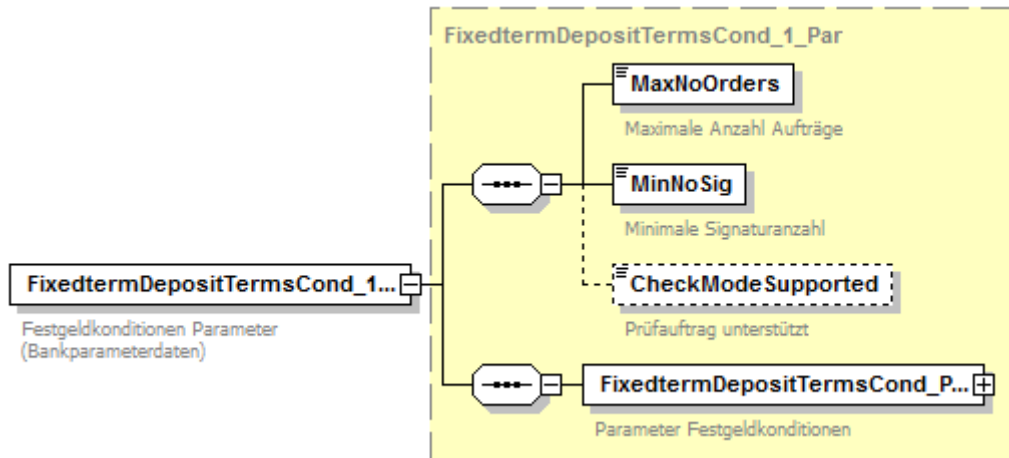 FixedtermDepositTermsCond_1_Par
MaxNoOrders
Maximale Anzahl Aufträge
MinNoSig
Minimale Signaturanzahl
FixedtermDepositTermsCond_1...
CheckModeSupported
Festgeldkonditionen Parameter
(Bankparameterdaten)
Prüfauftrag unterstützt
FixedtermDepositTermsCond_P...
Parameter Festgeldkonditionen